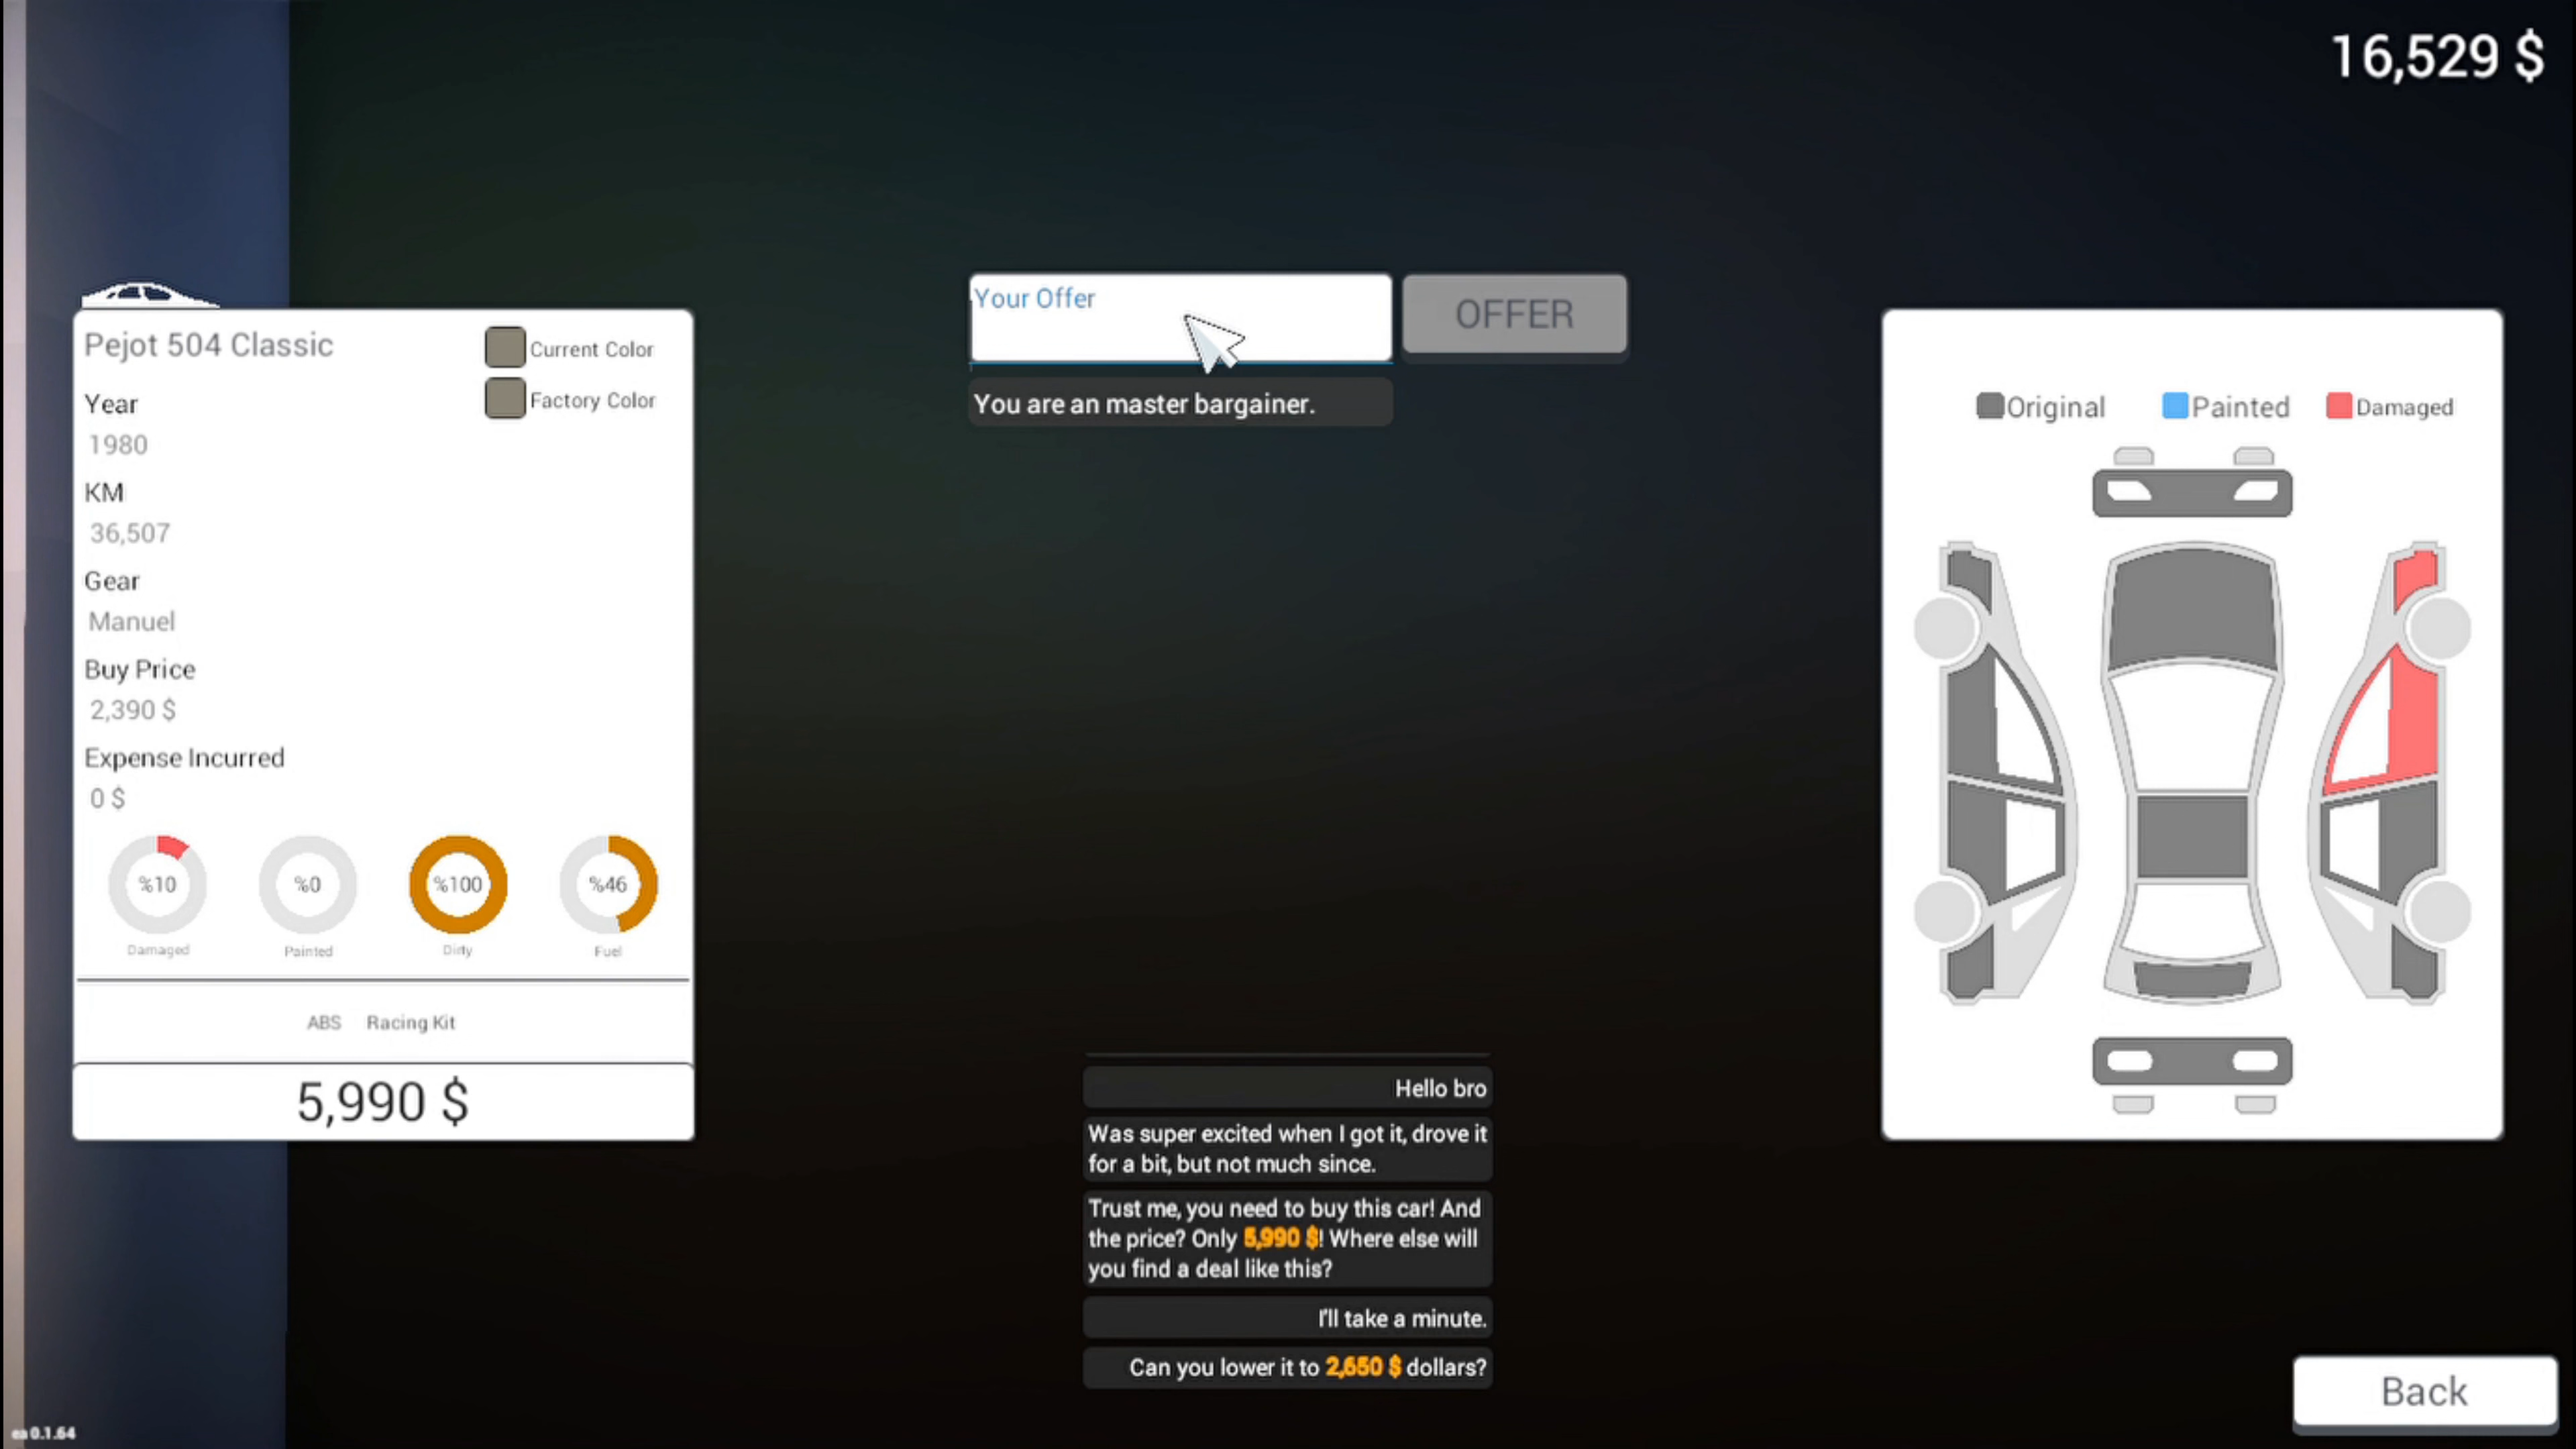 16,529 $
Pejot 504 Classic
Current Color
Factory Color
Year
1980
KM
36,507
Gear
Manuel
Buy Price
2,390 $
Expense Incurred
0 $
%10
%0
%100
%46
Damaged
Painted
Dirty
Fuel
ABS Racing Kit
5,990 $
Your Offer
OFFER
You are an master bargainer.
Original
Painted
Damaged
Hello bro
Was super excited when I got it, drove it
for a bit, but not much since.
Trust me, you need to buy this car! And
the price? Only 5,990 $! Where else will
you find a deal like this?
I'll take a minute.
Can you lower it to 2,650 $ dollars?
Back
ea 0.1.64